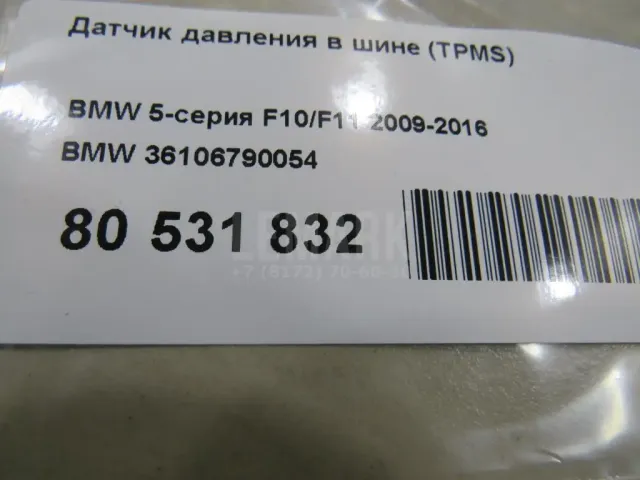 Датчик давления в шине (TPMS)
BMW 5-серия F10/F11 2009-2016
BMW 36106790054
80 531 832